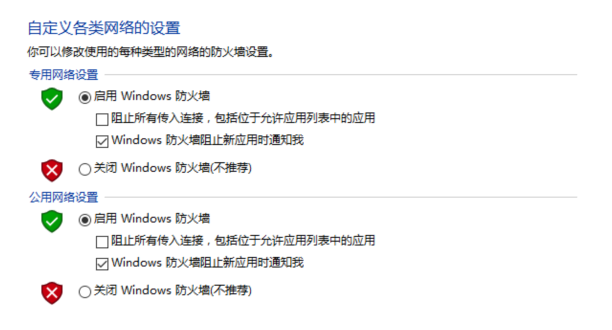 自定义各类网络的设置
你可以修改使用的每种类型的网络的防火墙设置。
专用网络设置
启用 Windows 防火墙
阻止所有传入连接，包括位于允许应用列表中的应用
Windows 防火墙阻止新应用时通知我
关闭 Windows 防火墙(不推荐)
公用网络设置
启用 Windows 防火墙
阻止所有传入连接，包括位于允许应用列表中的应用
Windows 防火墙阻止新应用时通知我
关闭 Windows 防火墙(不推荐)